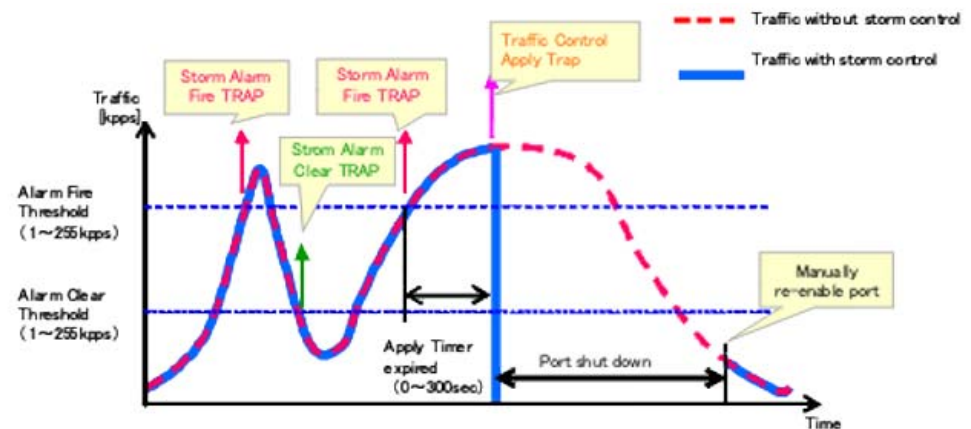 Traffic without storm control
Traffic with storm control
Traffic Control
Apply Trap
Storm Alarm
Fire TRAP
Storm Alarm
Fire TRAP
Strom Alarm
Clear TRAP
Traffic
[kpps]
Alarm Fire
Threshold
(1～255kpps)
Alarm Clear
Threshold
(1～255kpps)
Manually
re-enable port
Apply Timer
expired
(0～300sec)
Port shut down
Time